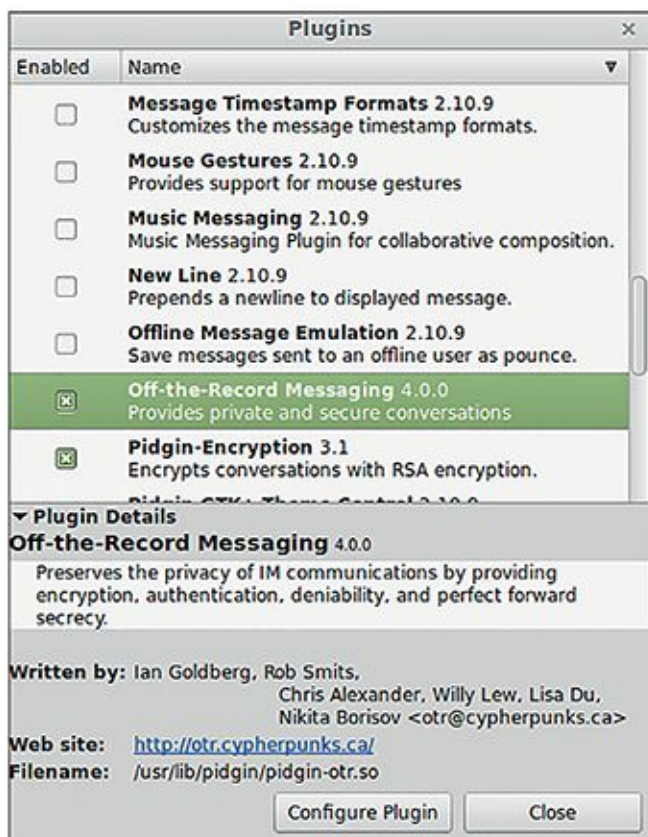 Plugins
Enabled Name
Message Timestamp Formats 2.10.9
Customizes the message timestamp formats.
Mouse Gestures 2.10.9
Provides support for mouse gestures
Music Messaging 2.10.9
Music Messaging Plugin for collaborative composition.
New Line 2.10.9
Prepends a newline to displayed message.
Offline Message Emulation 2.10.9
Save messages sent to an offline user as pounce.
Off-the-Record Messaging 4.0.0
Provides private and secure conversations
Pidgin-Encryption 3.1
Encrypts conversations with RSA encryption.
Pidgin GTK+ Theme Control 2.10.9
Plugin Details
Off-the-Record Messaging 4.0.0
Preserves the privacy of IM communications by providing
encryption, authentication, deniability, and perfect forward
secrecy.
Written by: Ian Goldberg, Rob Smits,
Chris Alexander, Willy Lew, Lisa Du,
Nikita Borisov <otr@cypherpunks.ca>
Web site: http://otr.cypherpunks.ca/
Filename: /usr/lib/pidgin/pidgin-otr.so
Configure Plugin Close